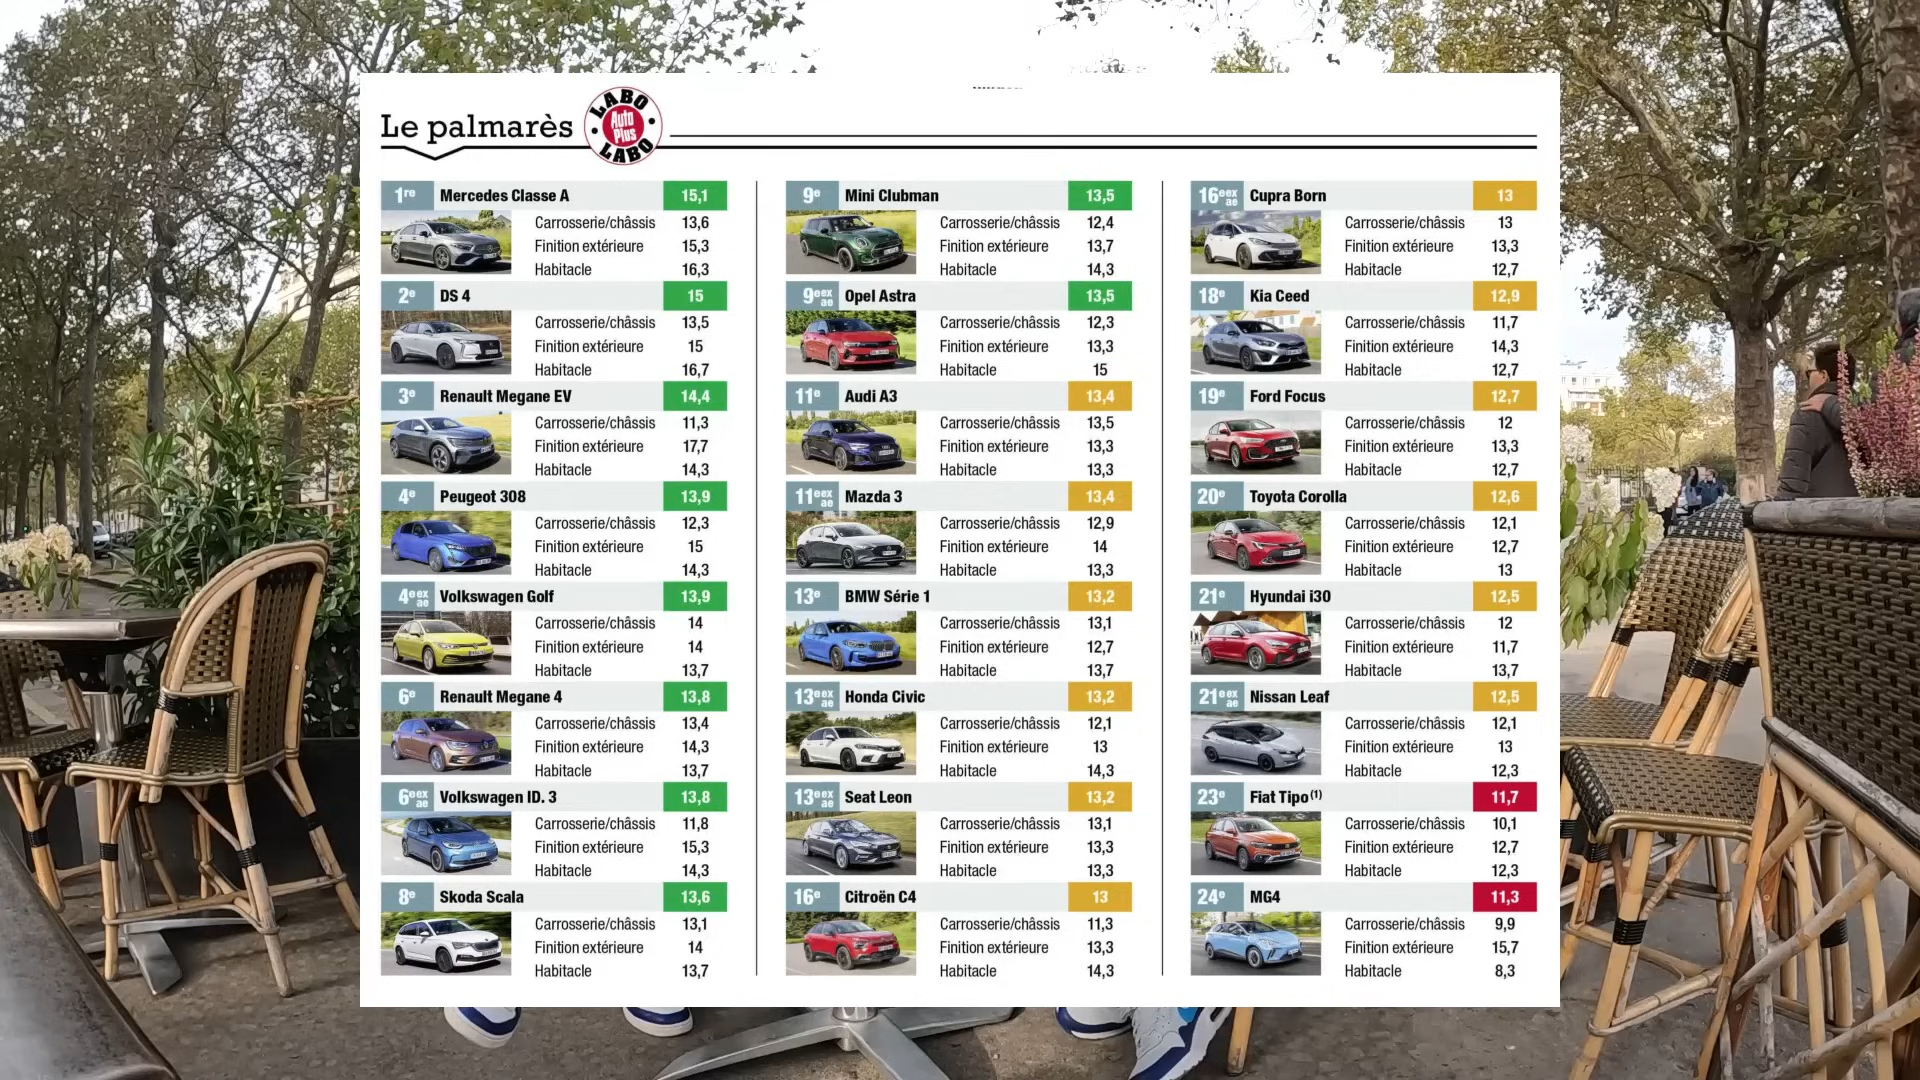 Le palmarès
LABO
Auto
Plus
LABO
1re Mercedes Classe A 15,1
Carrosserie/châssis 13,6
Finition extérieure 15,3
Habitacle 16,3
2e DS 4 15
Carrosserie/châssis 13,5
Finition extérieure 15
Habitacle 16,7
3e Renault Megane EV 14,4
Carrosserie/châssis 11,3
Finition extérieure 17,7
Habitacle 14,3
4e Peugeot 308 13,9
Carrosserie/châssis 12,3
Finition extérieure 15
Habitacle 14,3
4e ex ae Volkswagen Golf 13,9
Carrosserie/châssis 14
Finition extérieure 14
Habitacle 13,7
6e Renault Megane 4 13,8
Carrosserie/châssis 13,4
Finition extérieure 14,3
Habitacle 13,7
6e ex ae Volkswagen ID. 3 13,8
Carrosserie/châssis 11,8
Finition extérieure 15,3
Habitacle 14,3
8e Skoda Scala 13,6
Carrosserie/châssis 13,1
Finition extérieure 14
Habitacle 13,7
9e Mini Clubman 13,5
Carrosserie/châssis 12,4
Finition extérieure 13,7
Habitacle 14,3
9e ex ae Opel Astra 13,5
Carrosserie/châssis 12,3
Finition extérieure 13,3
Habitacle 15
11e Audi A3 13,4
Carrosserie/châssis 13,5
Finition extérieure 13,3
Habitacle 13,3
11e ex ae Mazda 3 13,4
Carrosserie/châssis 12,9
Finition extérieure 14
Habitacle 13,3
13e BMW Série 1 13,2
Carrosserie/châssis 13,1
Finition extérieure 12,7
Habitacle 13,7
13e ex ae Honda Civic 13,2
Carrosserie/châssis 12,1
Finition extérieure 13
Habitacle 14,3
13e ex ae Seat Leon 13,2
Carrosserie/châssis 13,1
Finition extérieure 13,3
Habitacle 13,3
16e Citroën C4 13
Carrosserie/châssis 11,3
Finition extérieure 13,3
Habitacle 14,3
16e ex ae Cupra Born 13
Carrosserie/châssis 13
Finition extérieure 13,3
Habitacle 12,7
18e Kia Ceed 12,9
Carrosserie/châssis 11,7
Finition extérieure 14,3
Habitacle 12,7
19e Ford Focus 12,7
Carrosserie/châssis 12
Finition extérieure 13,3
Habitacle 12,7
20e Toyota Corolla 12,6
Carrosserie/châssis 12,1
Finition extérieure 12,7
Habitacle 13
21e Hyundai i30 12,5
Carrosserie/châssis 12
Finition extérieure 11,7
Habitacle 13,7
21e ex ae Nissan Leaf 12,5
Carrosserie/châssis 12,1
Finition extérieure 13
Habitacle 12,3
23e Fiat Tipo (1) 11,7
Carrosserie/châssis 10,1
Finition extérieure 12,7
Habitacle 12,3
24e MG4 11,3
Carrosserie/châssis 9,9
Finition extérieure 15,7
Habitacle 8,3